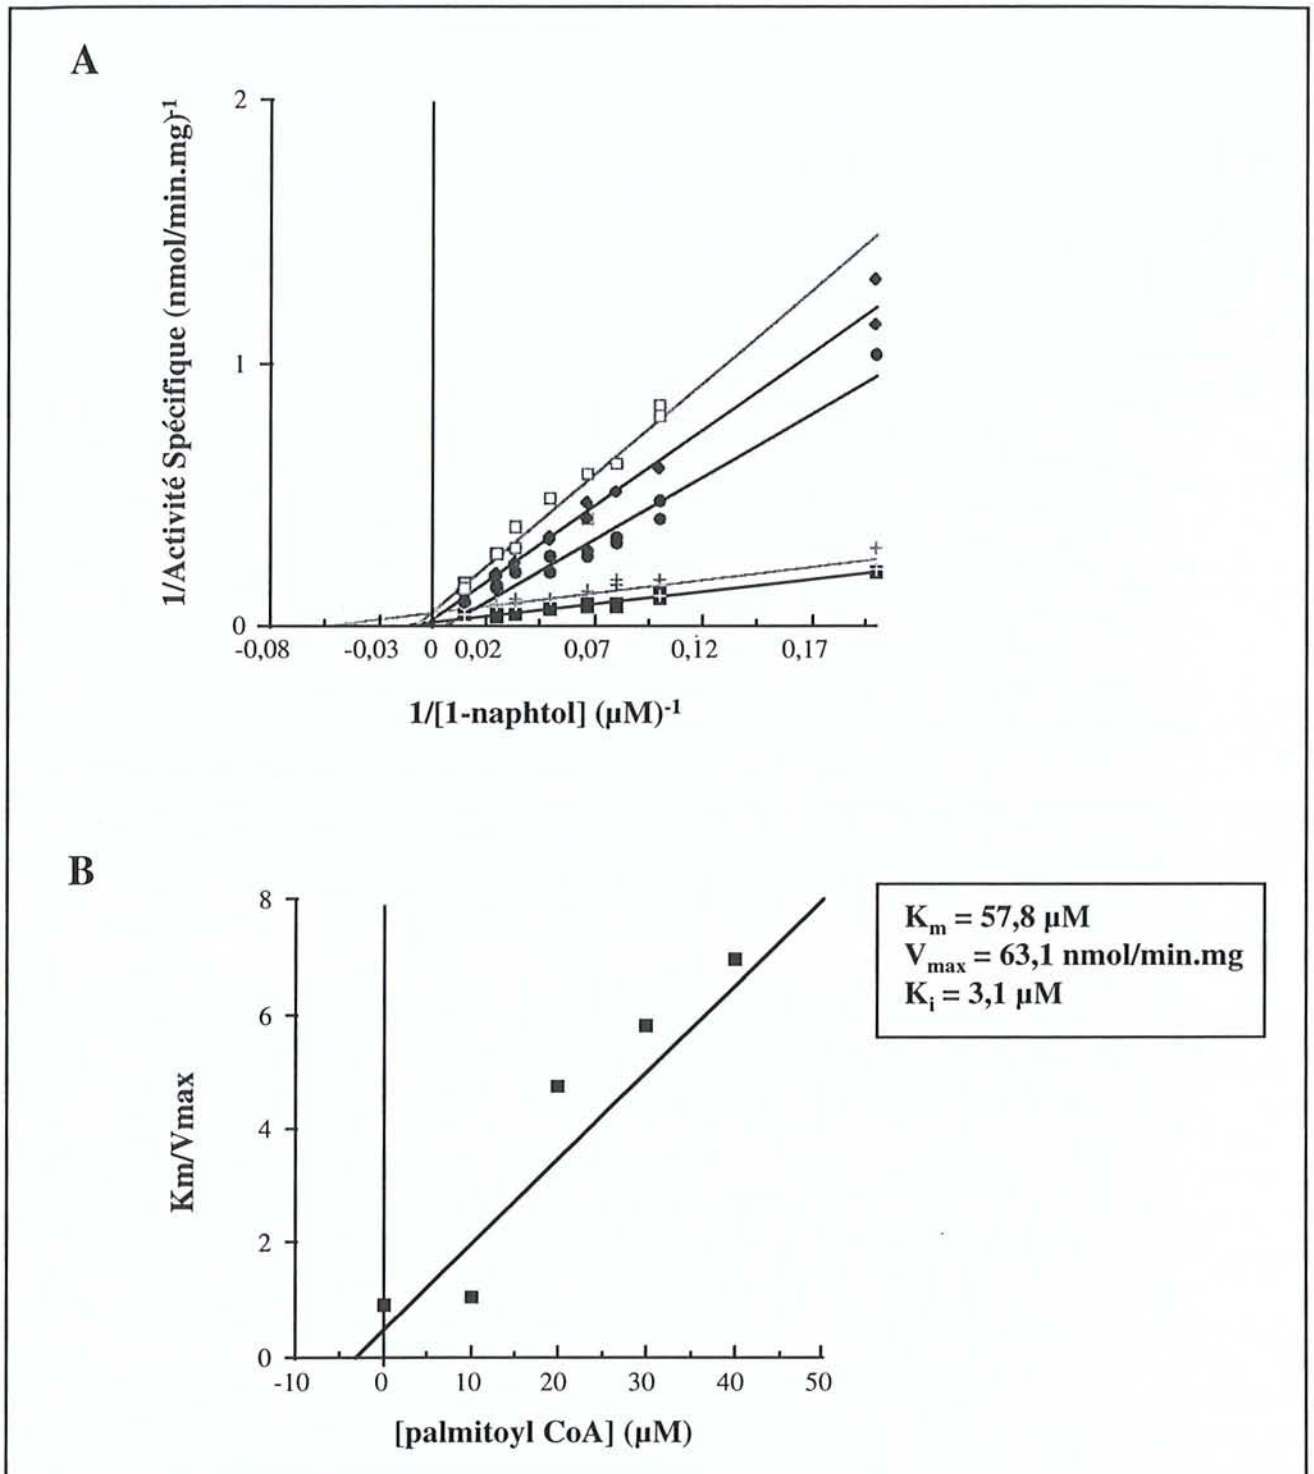 A
1/Activité Spécifique (nmol/min.mg)-1
2
1
0
-0,08 -0,03 0 0,02 0,07 0,12 0,17
1/[1-naphtol] (µM)-1
B
Km/Vmax
8
6
4
2
0
-10 0 10 20 30 40 50
[palmitoyl CoA] (µM)
Km = 57,8 µM
Vmax = 63,1 nmol/min.mg
Ki = 3,1 µM